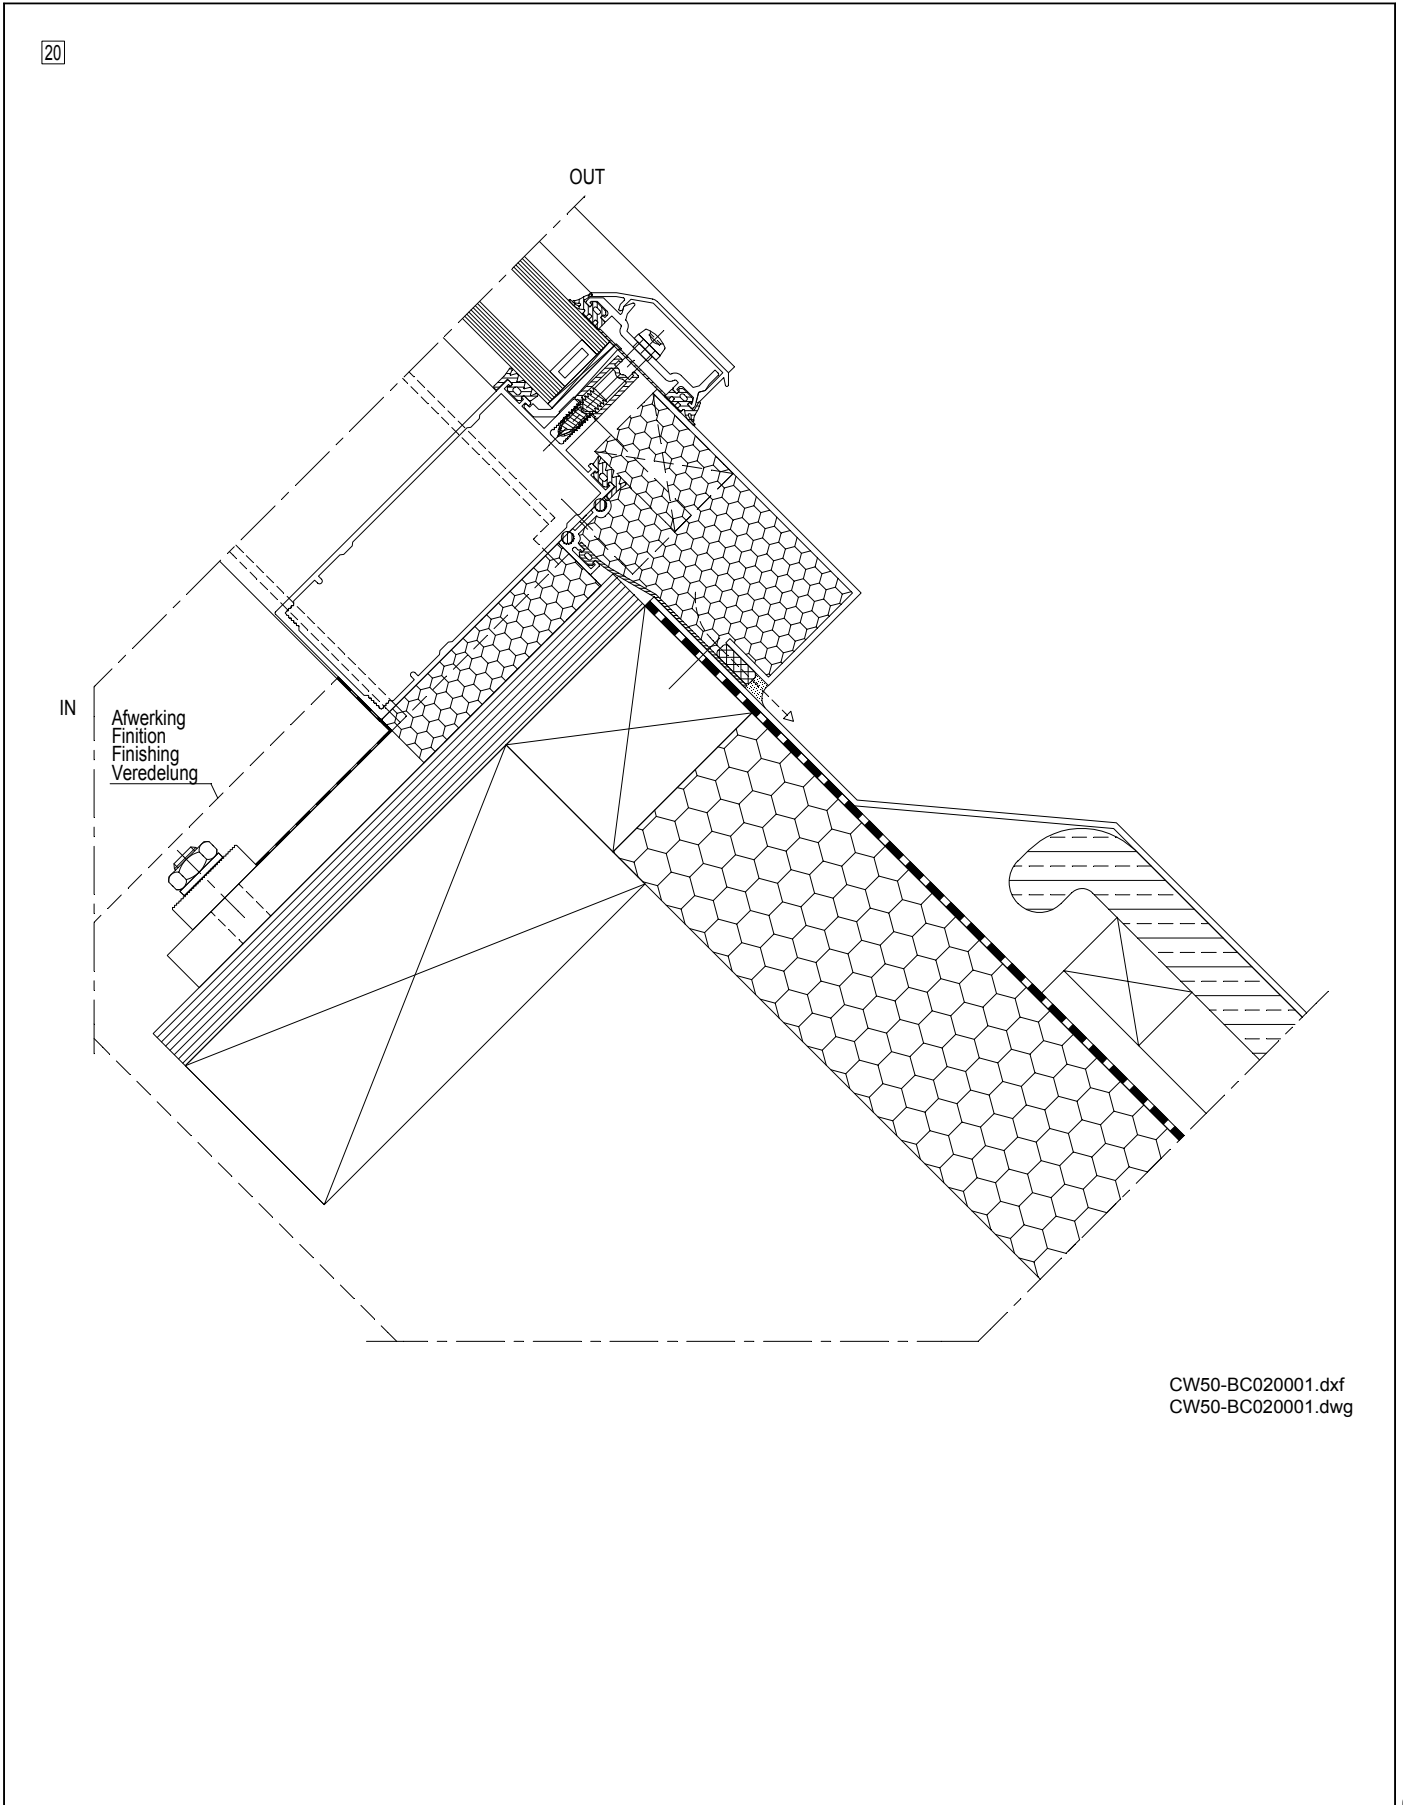 20
OUT
IN
Afwerking
Finition
Finishing
Veredelung
CW50-BC020001.dxf
CW50-BC020001.dwg